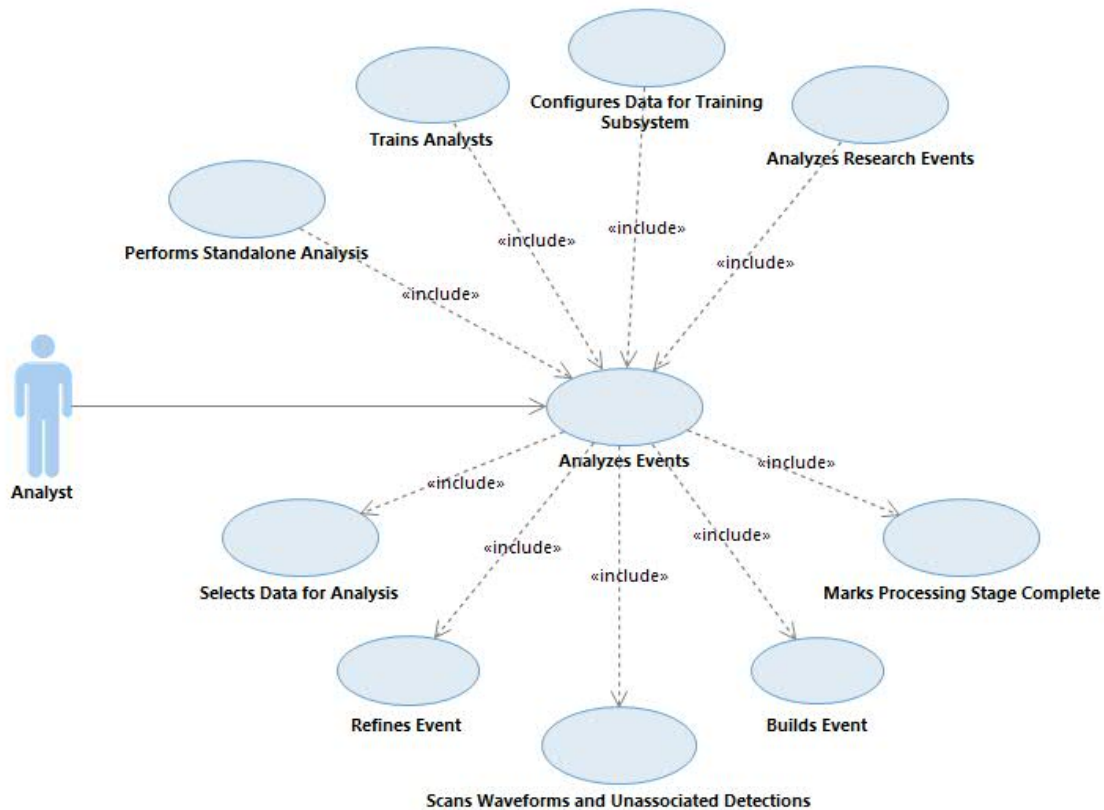 Configures Data for Training
Subsystem
Trains Analysts
Analyzes Research Events
Performs Standalone Analysis
«include»
«include»
«include»
«include»
Analyst
Analyzes Events
«include»
«include»
«include»
«include»
«include»
Selects Data for Analysis
Marks Processing Stage Complete
Refines Event
Builds Event
Scans Waveforms and Unassociated Detections